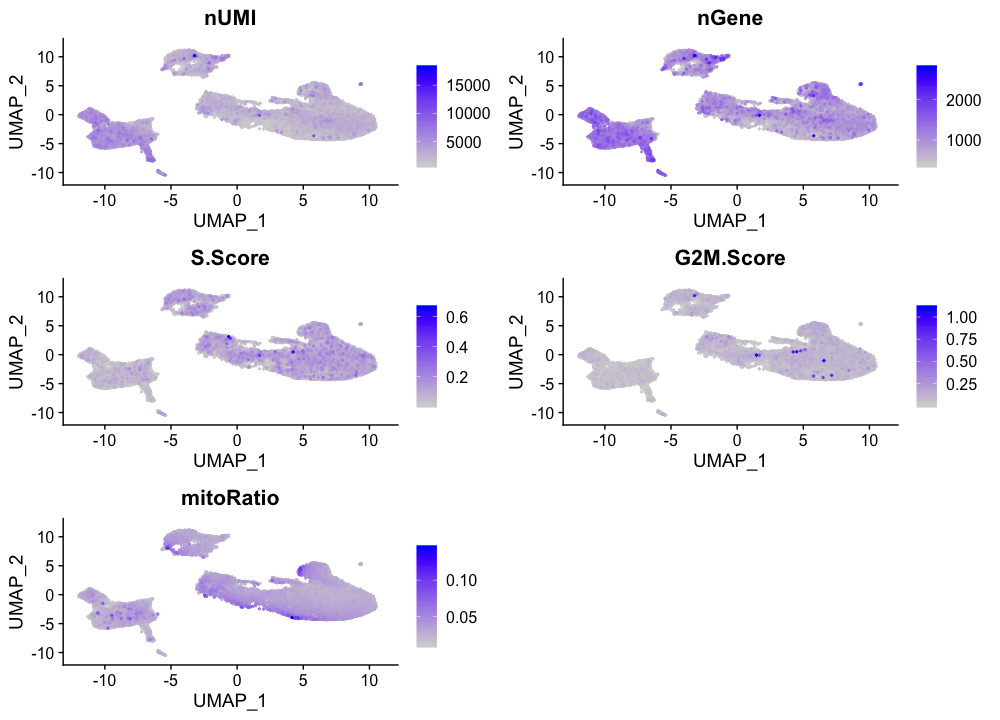 nUMI
10
5
0
-5
-10
UMAP_2
-10 -5 0 5 10
UMAP_1
15000
10000
5000
nGene
10
5
0
-5
-10
UMAP_2
-10 -5 0 5 10
UMAP_1
2000
1000
S.Score
10
5
0
-5
-10
UMAP_2
-10 -5 0 5 10
UMAP_1
0.6
0.4
0.2
G2M.Score
10
5
0
-5
-10
UMAP_2
-10 -5 0 5 10
UMAP_1
1.00
0.75
0.50
0.25
mitoRatio
10
5
0
-5
-10
UMAP_2
-10 -5 0 5 10
UMAP_1
0.10
0.05